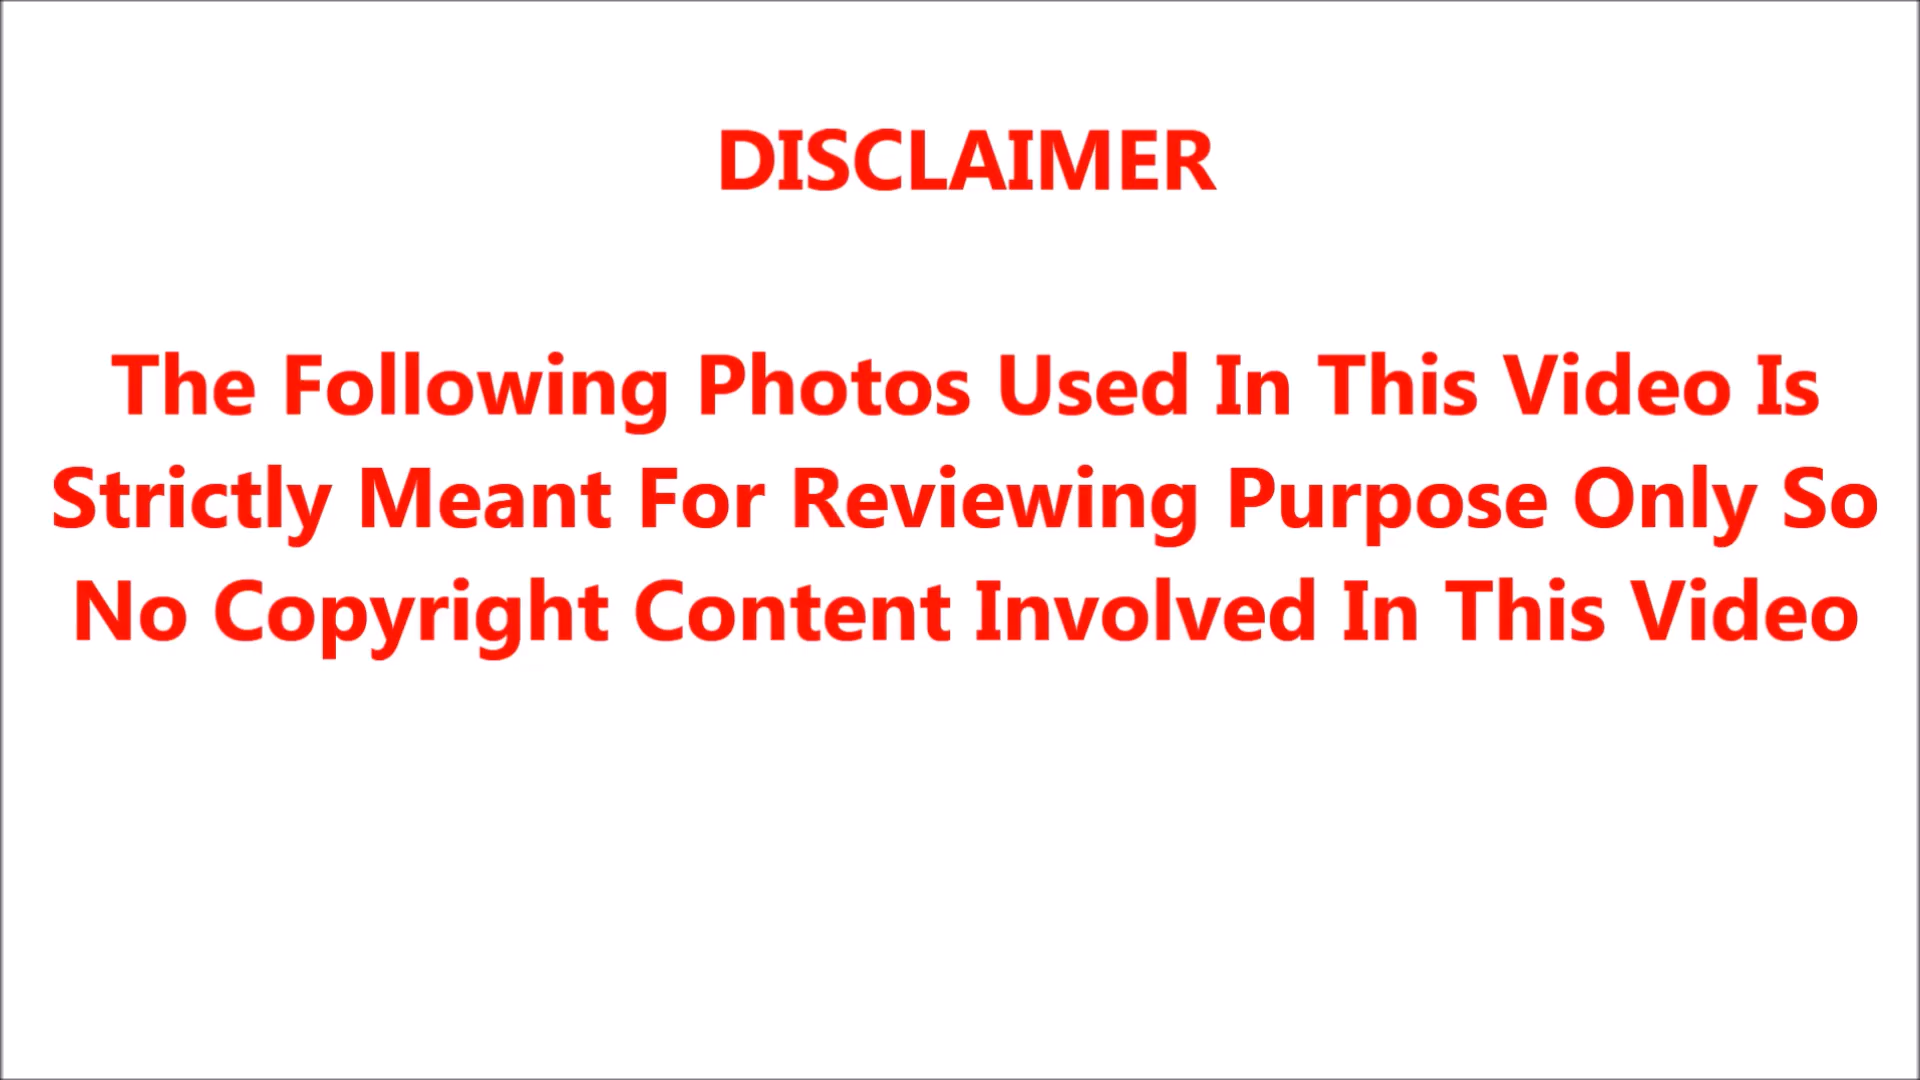 DISCLAIMER
The Following Photos Used In This Video Is
Strictly Meant For Reviewing Purpose Only So
No Copyright Content Involved In This Video